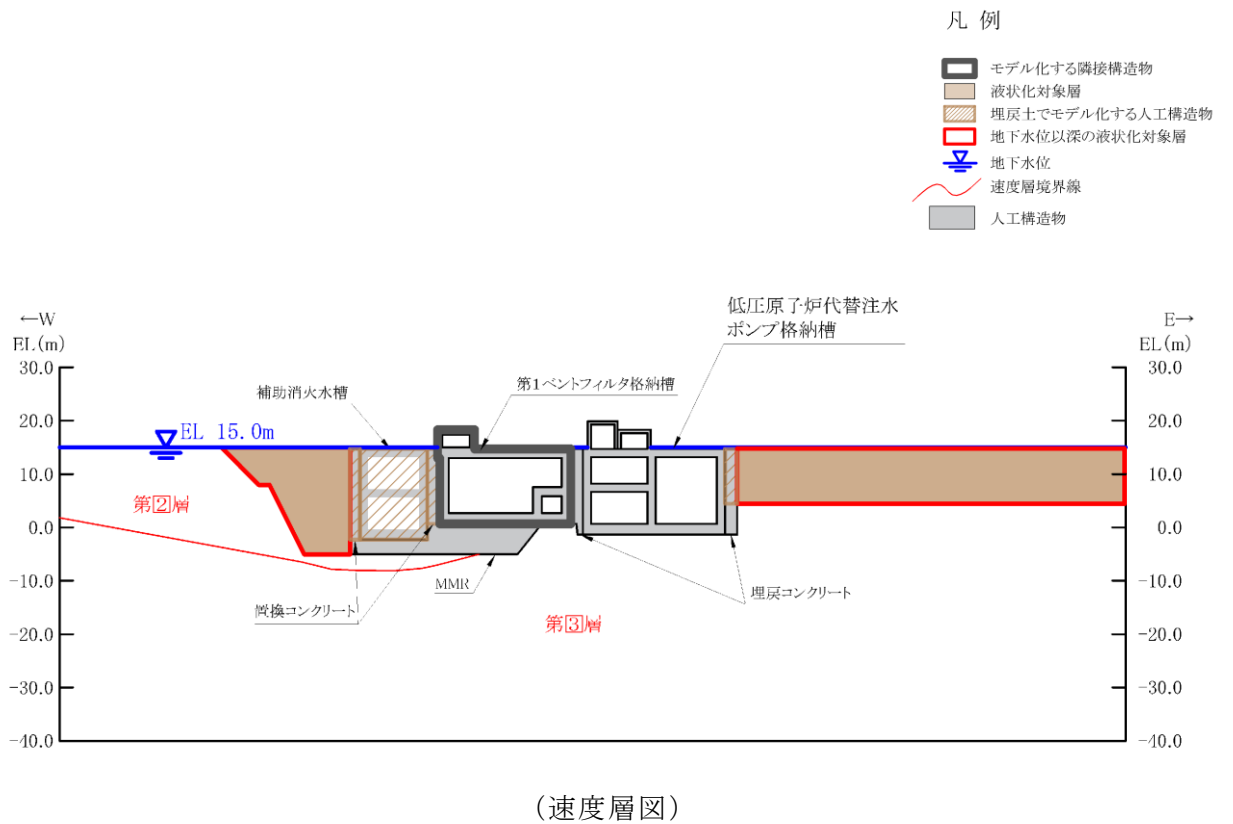 凡 例
モデル化する隣接構造物
液状化対象層
埋戻土でモデル化する人工構造物
地下水位以深の液状化対象層
地下水位
速度層境界線
人工構造物
←W
EL(m)
E→
EL(m)
低圧原子炉代替注水
ポンプ格納槽
第1ベントフィルタ格納槽
補助消火水槽
EL 15.0m
30.0
20.0
10.0
0.0
-10.0
-20.0
-30.0
-40.0
30.0
20.0
10.0
0.0
-10.0
-20.0
-30.0
-40.0
第2層
第3層
MMR
置換コンクリート
埋戻コンクリート
(速度層図)